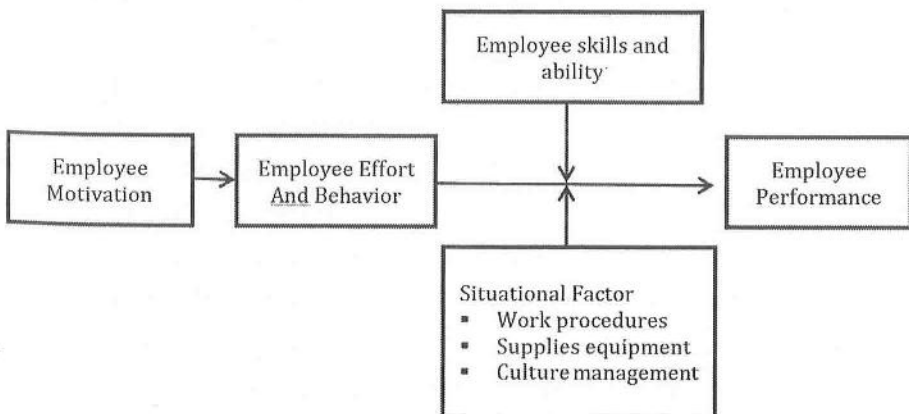 Employee skills and
ability
Employee
Motivation
Employee Effort
And Behavior
Employee
Performance
Situational Factor
▪ Work procedures
▪ Supplies equipment
▪ Culture management